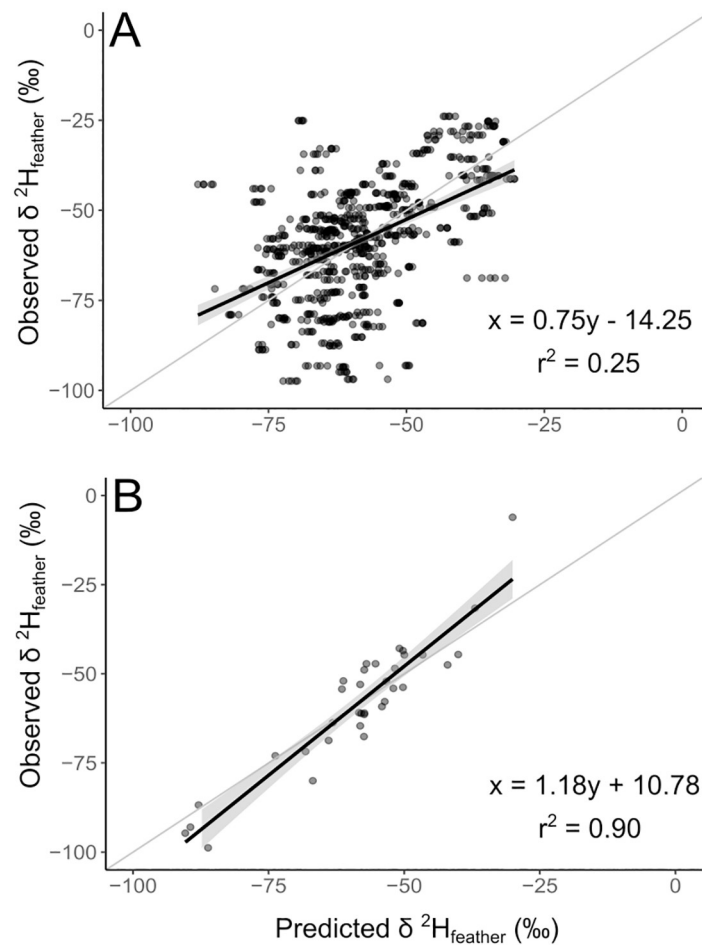 A
0
−25
−50
−75
−100
Observed δ ²H_feather (‰)
x = 0.75y - 14.25
r² = 0.25
−100 −75 −50 −25 0
B
0
−25
−50
−75
−100
Observed δ ²H_feather (‰)
x = 1.18y + 10.78
r² = 0.90
−100 −75 −50 −25 0
Predicted δ ²H_feather (‰)